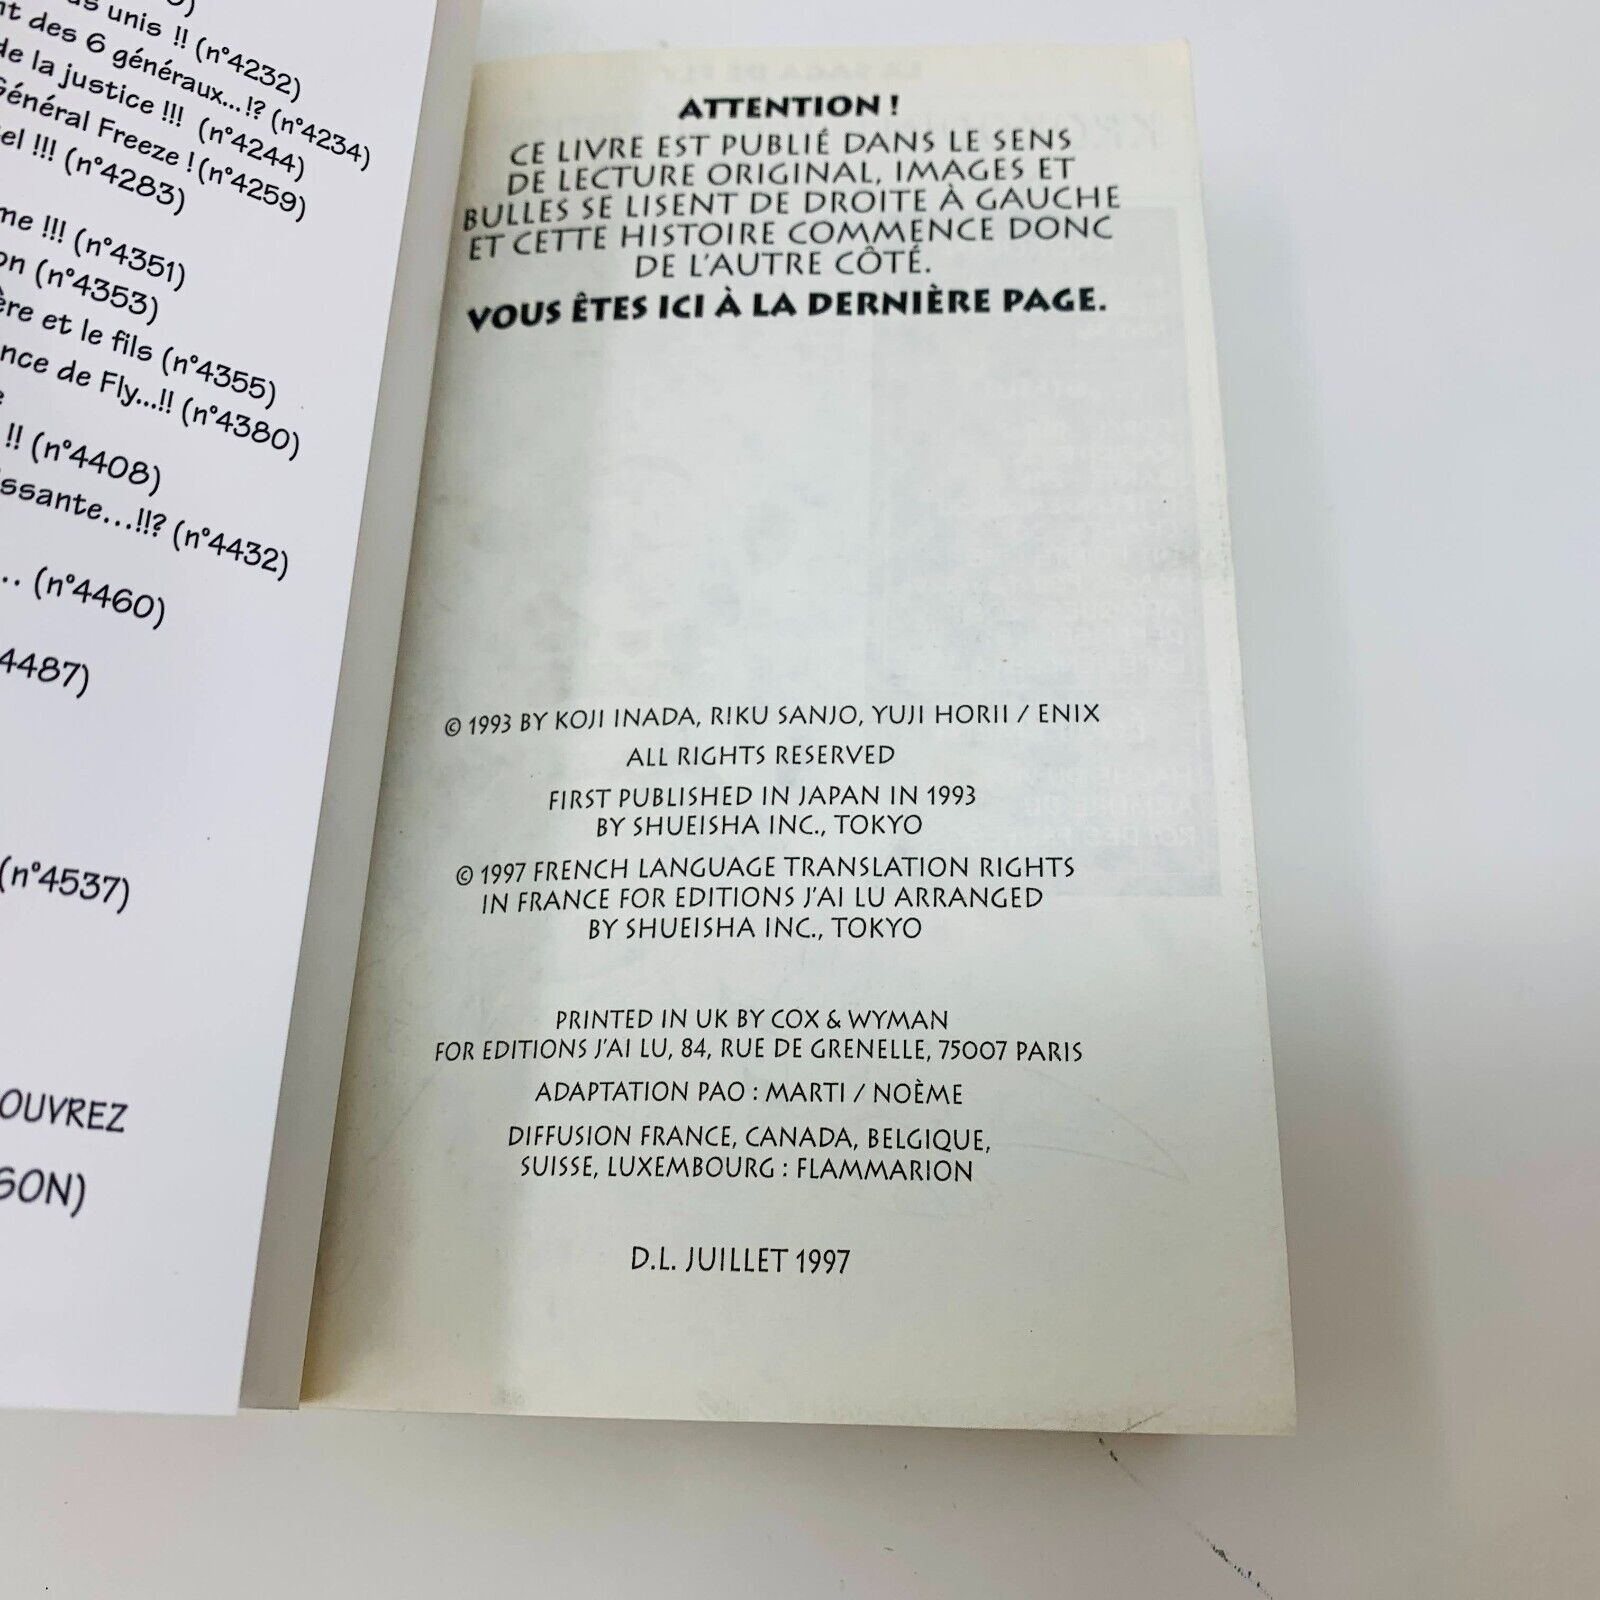 us unis !! (n°4232)
nt des 6 généraux...!? (n°4234)
de la justice !!! (n°4244)
Général Freeze ! (n°4259)
el !!! (n°4283)
me !!! (n°4351)
on (n°4353)
ère et le fils (n°4355)
nce de Fly...!! (n°4380)
!! (n°4408)
ssante...!!? (n°4432)
... (n°4460)
4487)
(n°4537)
OUVREZ
SON)
ATTENTION !
CE LIVRE EST PUBLIÉ DANS LE SENS
DE LECTURE ORIGINAL, IMAGES ET
BULLES SE LISENT DE DROITE À GAUCHE
ET CETTE HISTOIRE COMMENCE DONC
DE L'AUTRE CÔTÉ.
VOUS ÊTES ICI À LA DERNIÈRE PAGE.
© 1993 BY KOJI INADA, RIKU SANJO, YUJI HORII / ENIX
ALL RIGHTS RESERVED
FIRST PUBLISHED IN JAPAN IN 1993
BY SHUEISHA INC., TOKYO
© 1997 FRENCH LANGUAGE TRANSLATION RIGHTS
IN FRANCE FOR EDITIONS J'AI LU ARRANGED
BY SHUEISHA INC., TOKYO
PRINTED IN UK BY COX & WYMAN
FOR EDITIONS J'AI LU, 84, RUE DE GRENELLE, 75007 PARIS
ADAPTATION PAO : MARTI / NOÈME
DIFFUSION FRANCE, CANADA, BELGIQUE,
SUISSE, LUXEMBOURG : FLAMMARION
D.L. JUILLET 1997